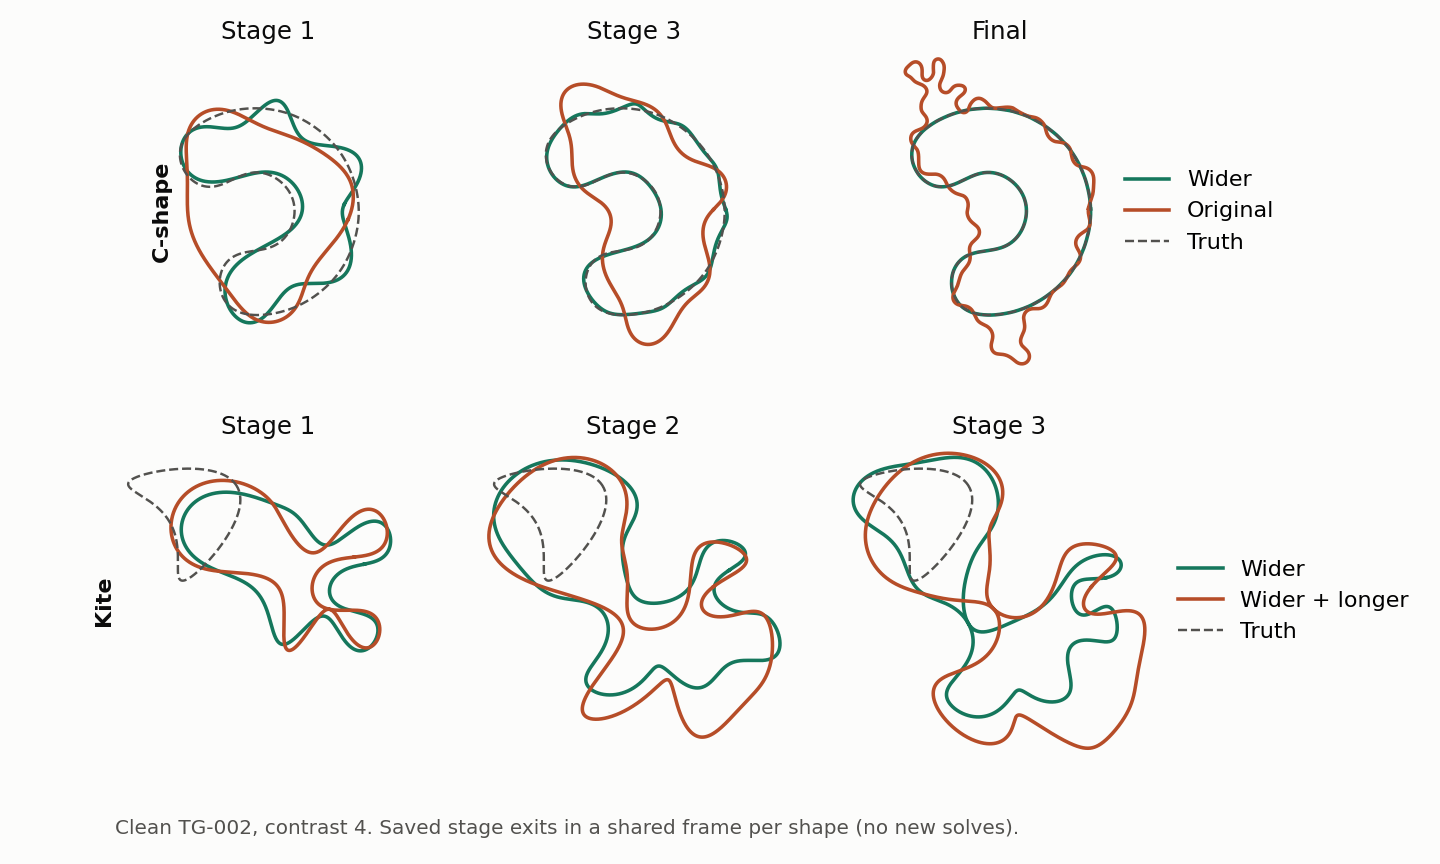 Stage 1
Stage 3
Final
C-shape
Wider
Original
Truth
Stage 1
Stage 2
Stage 3
Kite
Wider
Wider + longer
Truth
Clean TG-002, contrast 4. Saved stage exits in a shared frame per shape (no new solves).